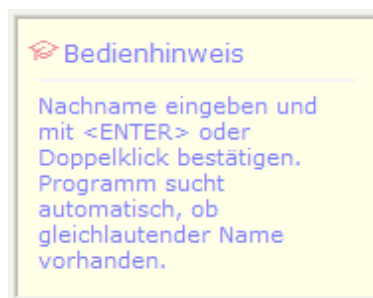 Bedienhinweis
Nachname eingeben und
mit <ENTER> oder
Doppelklick bestätigen.
Programm sucht
automatisch, ob
gleichlautender Name
vorhanden.